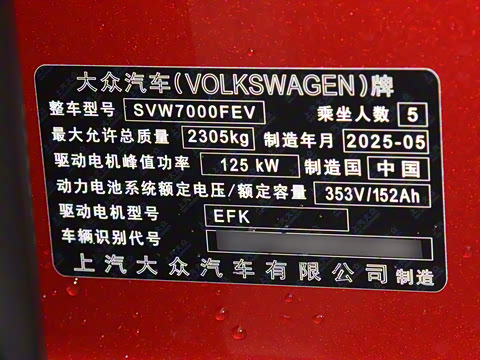 大众汽车(VOLKSWAGEN)牌
整车型号 SVW7000FEV 乘坐人数 5
最大允许总质量 2305kg 制造年月 2025-05
驱动电机峰值功率 125 kW 制造国 中国
动力电池系统额定电压/额定容量 353V/152Ah
驱动电机型号 EFK
车辆识别代号
上汽大众汽车有限公司 制造